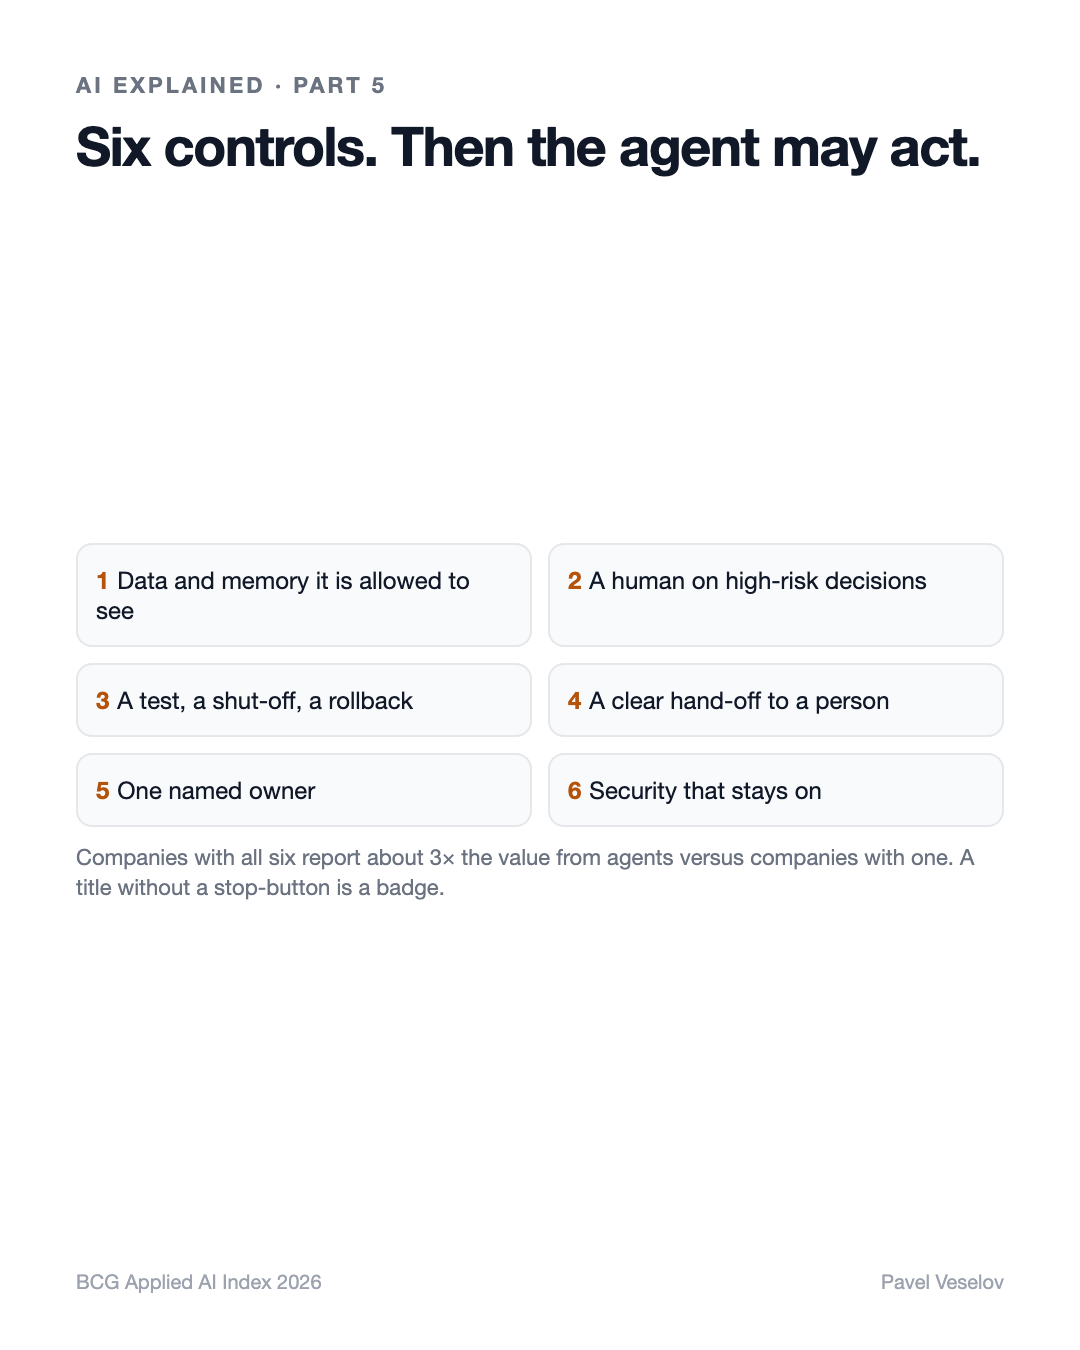 AI EXPLAINED · PART 5
Six controls. Then the agent may act.
1 Data and memory it is allowed to
see
2 A human on high-risk decisions
3 A test, a shut-off, a rollback
4 A clear hand-off to a person
5 One named owner
6 Security that stays on
Companies with all six report about 3× the value from agents versus companies with one. A
title without a stop-button is a badge.
BCG Applied AI Index 2026
Pavel Veselov